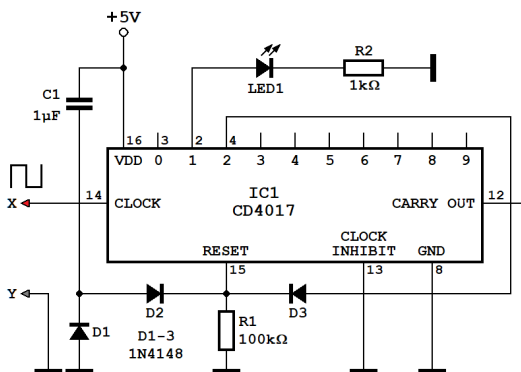 +5V
C1
1µF
LED1
R2
1kΩ
16 3 2 4
VDD 0 1 2 3 4 5 6 7 8 9
X
14
CLOCK
IC1
CD4017
CARRY OUT
12
RESET
CLOCK
INHIBIT
GND
15
13
8
Y
D2
D3
D1
D1-3
1N4148
R1
100kΩ